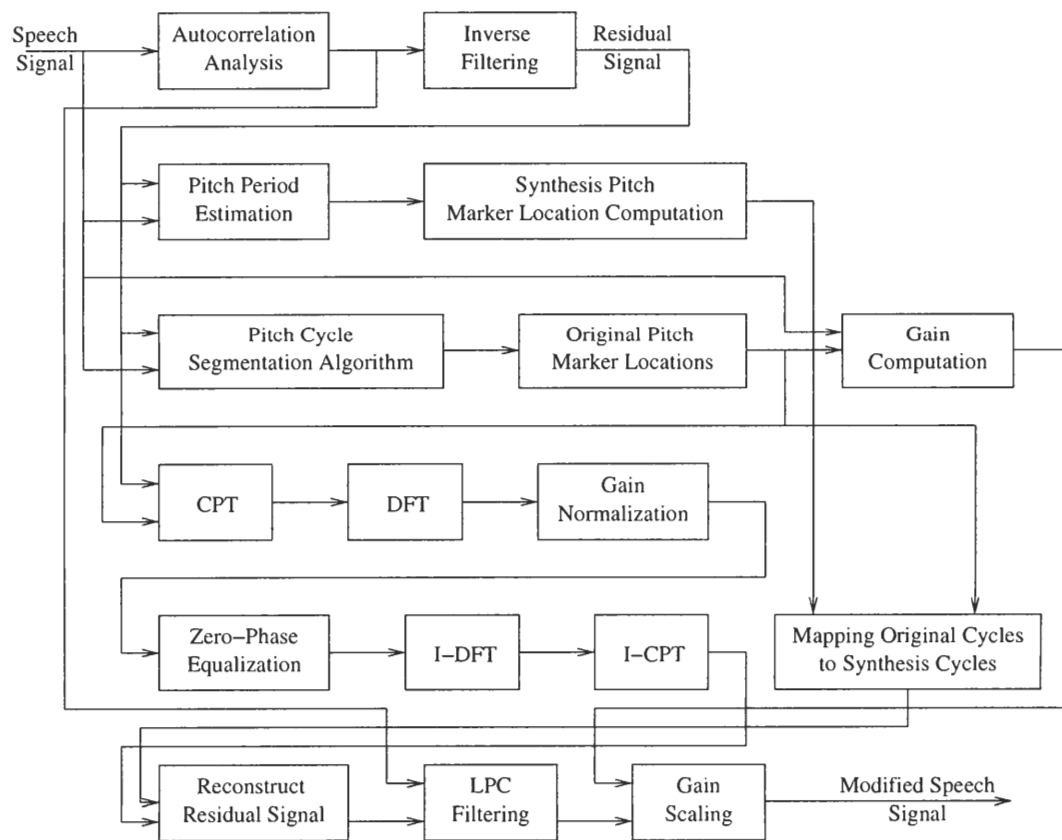 Speech
Signal
Autocorrelation
Analysis
Inverse
Filtering
Residual
Signal
Pitch Period
Estimation
Synthesis Pitch
Marker Location Computation
Pitch Cycle
Segmentation Algorithm
Original Pitch
Marker Locations
Gain
Computation
CPT
DFT
Gain
Normalization
Zero−Phase
Equalization
I−DFT
I−CPT
Mapping Original Cycles
to Synthesis Cycles
Reconstruct
Residual Signal
LPC
Filtering
Gain
Scaling
Modified Speech
Signal